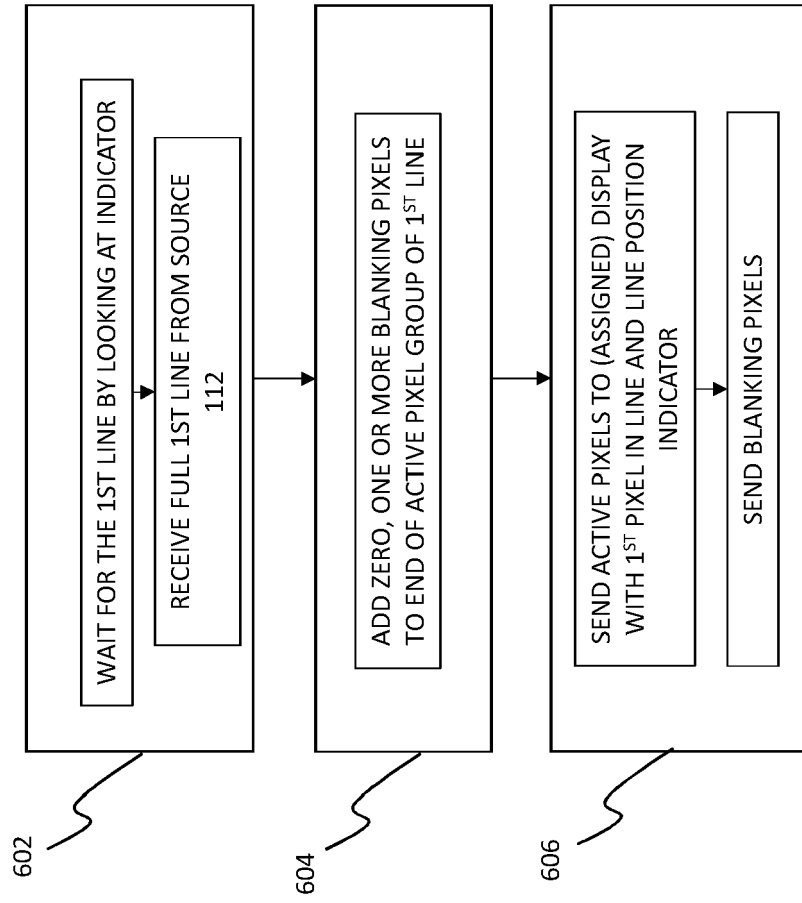 602
WAIT FOR THE 1ST LINE BY LOOKING AT INDICATOR
RECEIVE FULL 1ST LINE FROM SOURCE
112
604
ADD ZERO, ONE OR MORE BLANKING PIXELS
TO END OF ACTIVE PIXEL GROUP OF 1ST LINE
606
SEND ACTIVE PIXELS TO (ASSIGNED) DISPLAY
WITH 1ST PIXEL IN LINE AND LINE POSITION
INDICATOR
SEND BLANKING PIXELS